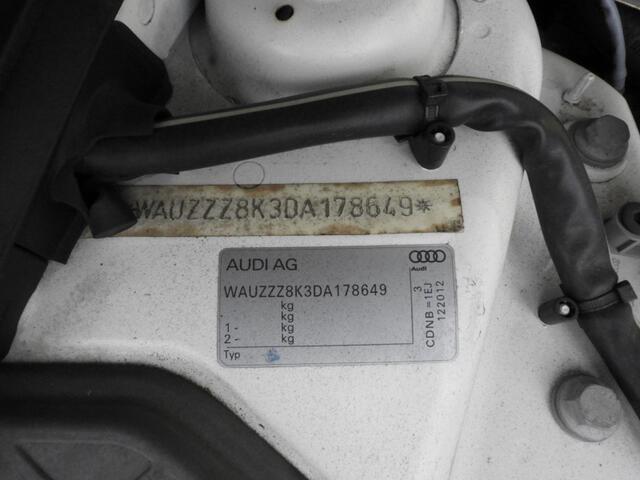 WAUZZZ8K3DA178649*
AUDI AG
Audi
WAUZZZ8K3DA178649
kg
kg
1 - kg
2 - kg
Typ
3
CDNB = 1EJ
122012